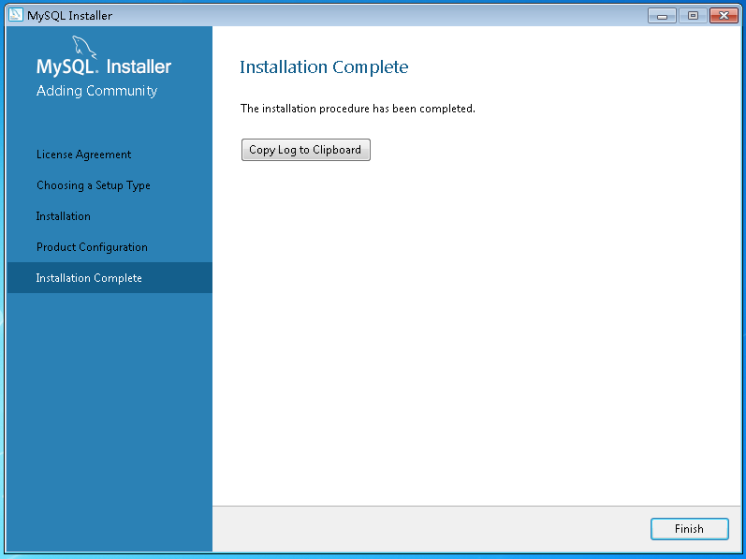 MySQL Installer
MySQL. Installer
Adding Community
License Agreement
Choosing a Setup Type
Installation
Product Configuration
Installation Complete
Installation Complete
The installation procedure has been completed.
Copy Log to Clipboard
Finish